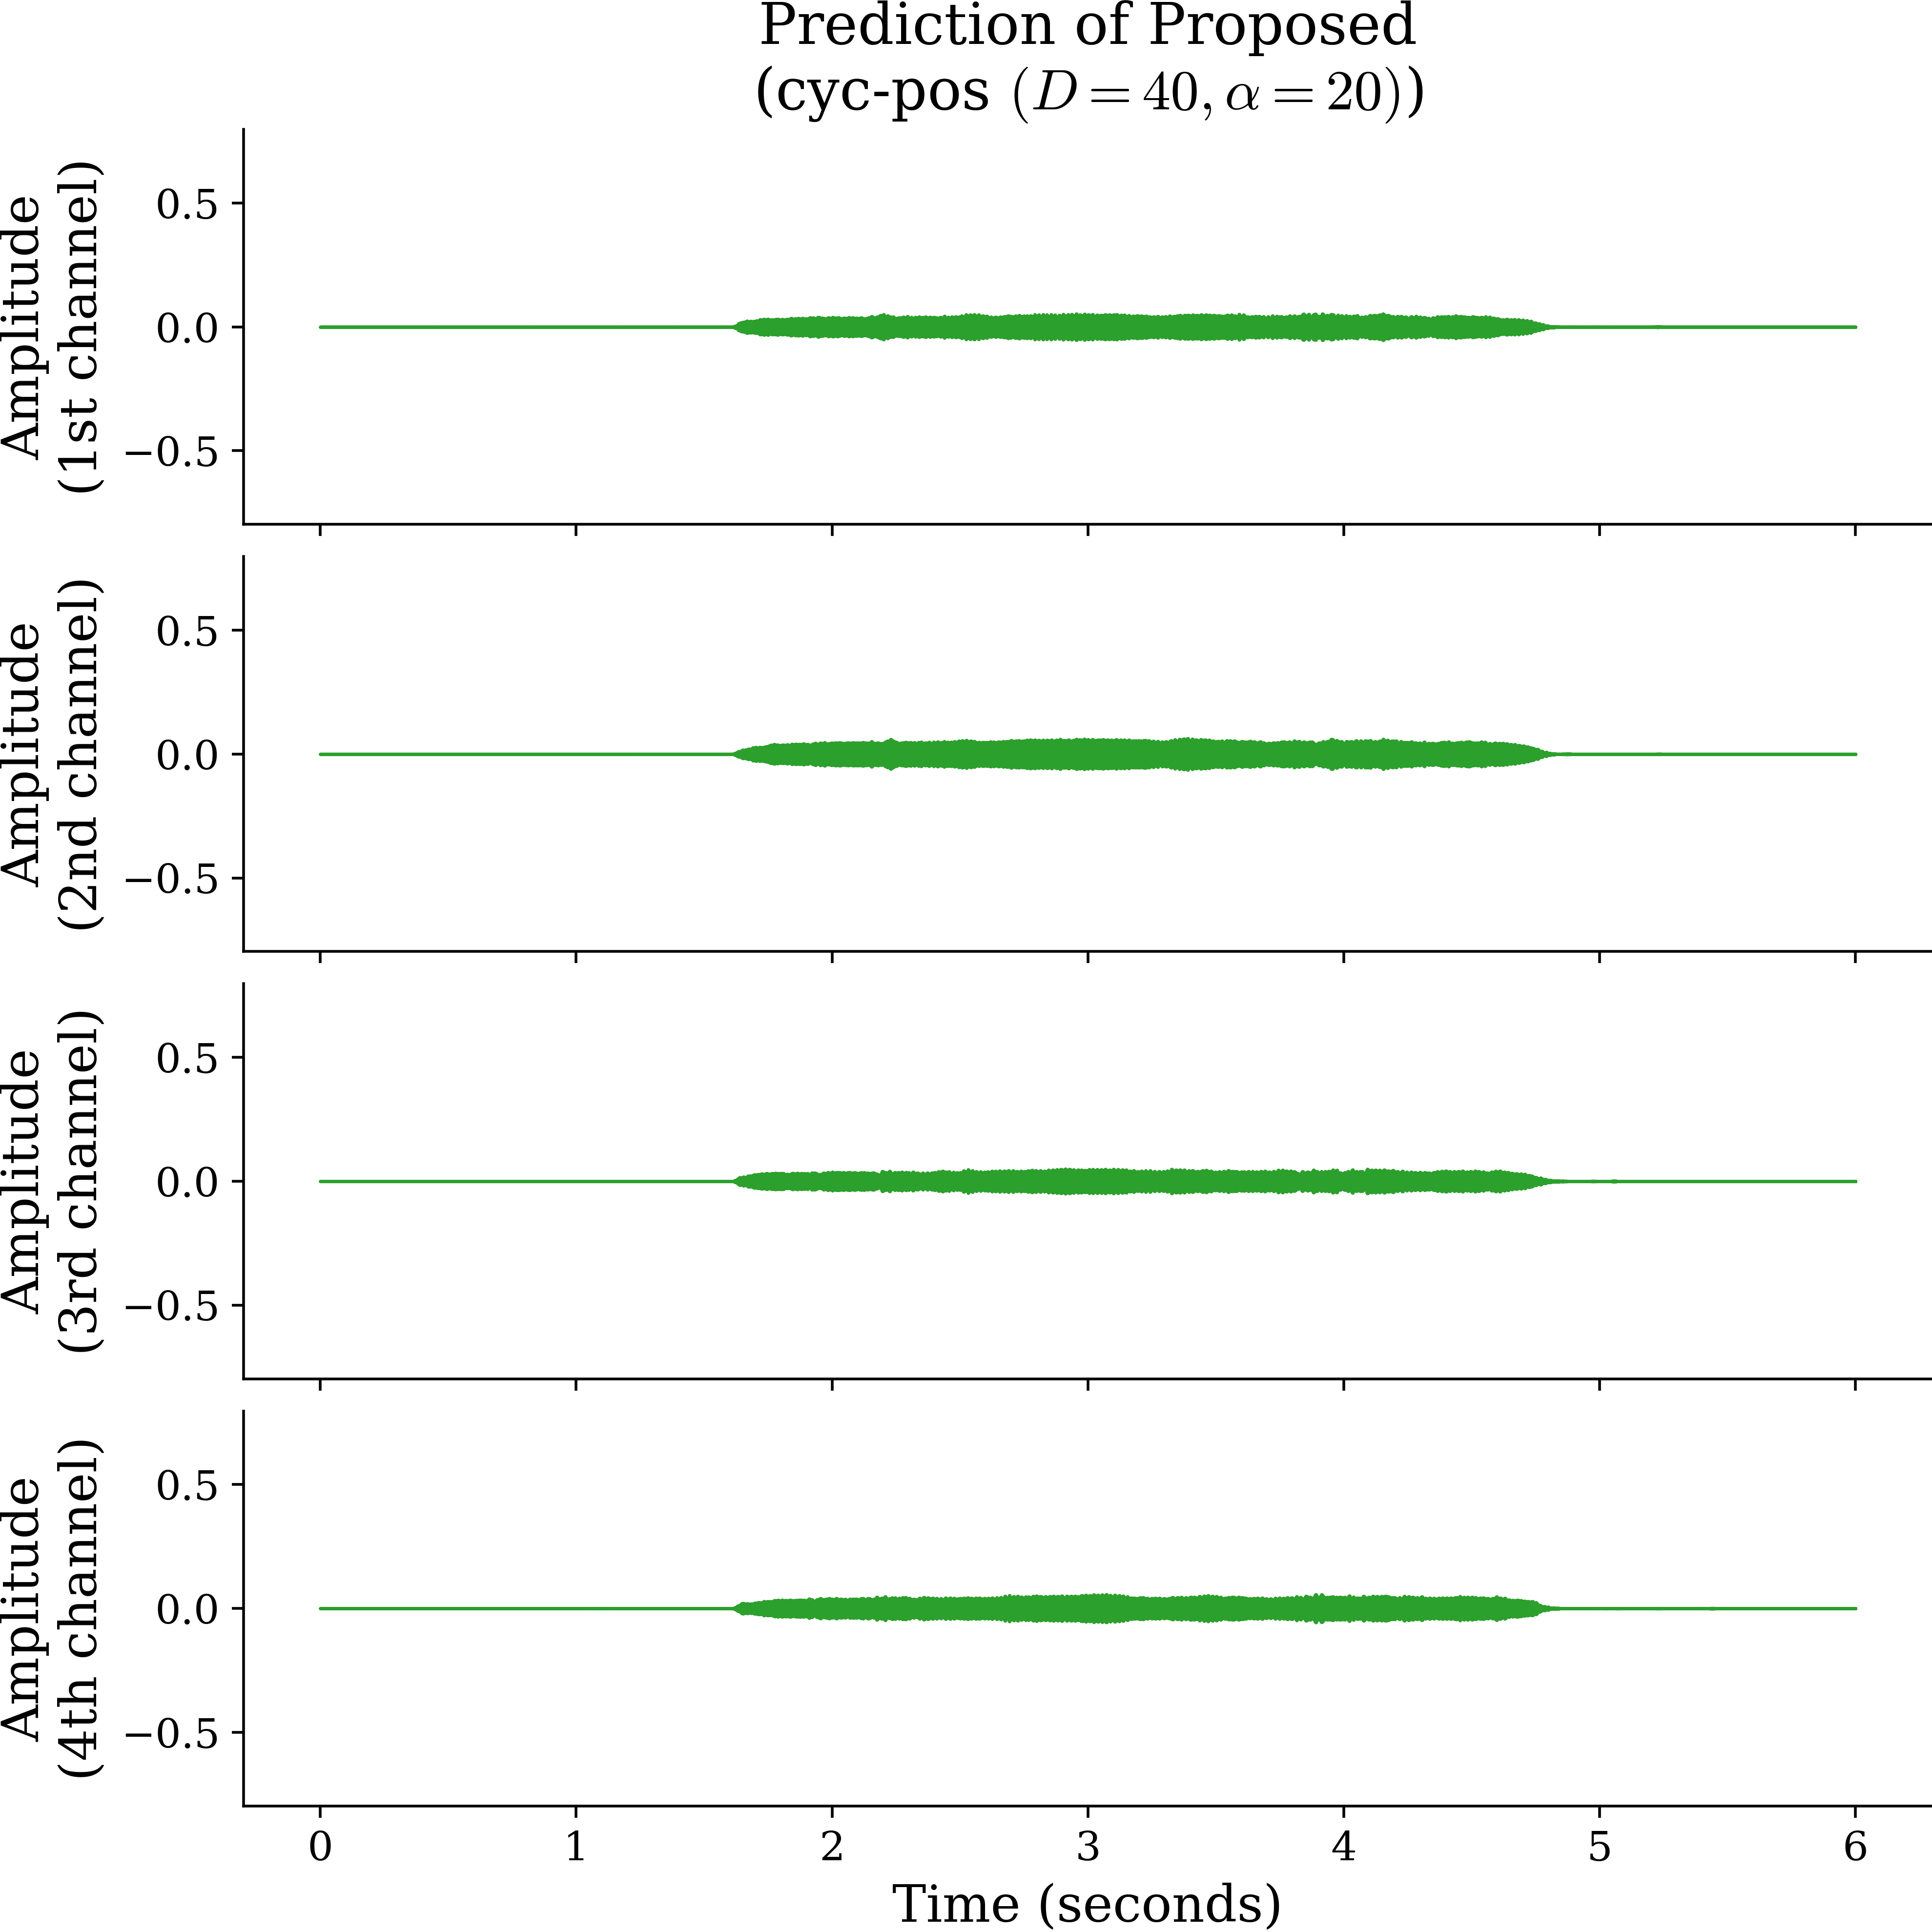 Prediction of Proposed
(cyc-pos (D = 40, α = 20))
Amplitude
(1st channel)
0.5
0.0
−0.5
Amplitude
(2nd channel)
0.5
0.0
−0.5
Amplitude
(3rd channel)
0.5
0.0
−0.5
Amplitude
(4th channel)
0.5
0.0
−0.5
0 1 2 3 4 5 6
Time (seconds)